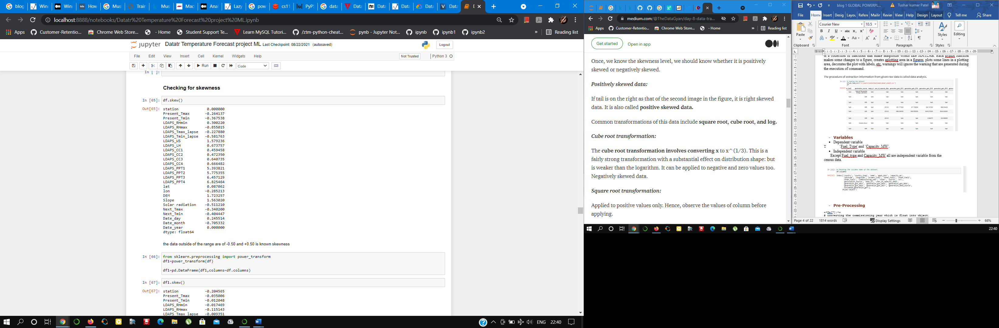 blog
Wind
Wine
How
Musi
Train
Musi
Macl
Anal
Lazy
pow
cs11
PyPS
data
Data
Data
Data
Data
Data
localhost:8888/notebooks/Datatr%20Temperature%20Forecast%20project%20ML.ipynb
Apps
Customer-Retentio...
Chrome Web Store...
- Home
Student Support Te...
Learn MySQL Tutori...
/ztm-python-cheat...
pynb - Jupyter Not...
ipynb
ipynb1
ipynb2
»
Reading list
jupyter Datatr Temperature Forecast project ML Last Checkpoint: 08/22/2021 (autosaved)
Logout
File Edit View Insert Cell Kernel Widgets Help
Not Trusted
Python 3
Run
Code
In [ ]:
Checking for skewness
In [65]: df.skew()
Out[65]: station 0.000000
Present_Tmax -0.264137
Present_Tmin -0.367538
LDAPS_RHmin 0.300220
LDAPS_RHmax -0.855015
LDAPS_Tmax_lapse -0.227880
LDAPS_Tmin_lapse -0.581763
LDAPS_WS 1.579236
LDAPS_LH 0.673757
LDAPS_CC1 0.459458
LDAPS_CC2 0.472350
LDAPS_CC3 0.640735
LDAPS_CC4 0.666482
LDAPS_PPT1 5.393821
LDAPS_PPT2 5.775355
LDAPS_PPT3 6.457129
LDAPS_PPT4 6.825464
lat 0.087062
lon -0.285213
DEM 1.723257
Slope 1.563020
Solar radiation -0.511210
Next_Tmax -0.340200
Next_Tmin -0.404447
Date_day 0.245514
Date_month -0.705332
Date_year 0.000000
dtype: float64
the data outside of the range are of -0.50 and +0.50 is known skewness
In [66]: from sklearn.preprocessing import power_transform
df1=power_transform(df)
df1=pd.DataFrame(df1,columns=df.columns)
In [67]: df1.skew()
Out[67]: station -0.204565
Present_Tmax -0.035006
Present_Tmin -0.012048
LDAPS_RHmin -0.017469
LDAPS_RHmax -0.115143
LDAPS_Tmax_lapse -0.009351
ENG 22:40
medium.com/@TheDataGyan/day-8-data-tra...
Apps
Customer-Retentio...
Chrome Web Store...
- Home
»
Reading list
Get started
Open in app
Once, we know the skewness level, we should know whether it is positively
skewed or negatively skewed.
Positively skewed data:
If tail is on the right as that of the second image in the figure, it is right skewed
data. It is also called positive skewed data.
Common transformations of this data include square root, cube root, and log.
Cube root transformation:
The cube root transformation involves converting x to x^(1/3). This is a
fairly strong transformation with a substantial effect on distribution shape: but
is weaker than the logarithm. It can be applied to negative and zero values too.
Negatively skewed data.
Square root transformation:
Applied to positive values only. Hence, observe the values of column before
applying.
blog 1 GLOBAL POWERPL...
Tushar kumar Patel
File Home Insert Desig Layou Refere Mailin Revie View Help Design Layout Tell me Share
Courier New 10.5
Paste
Styles
Editing
Clipboard Font Paragraph Styles
is a collection of functions that make matplotlib works like MATLAB. Each pyplot function
makes some changes to a figure, creates aplotting area in a figures, plots some lines in a plotting
area, decorates the plot with labels, etc, warnings will ignore the warning that are generated during
the execution of command.
The procedure of extraction information from given raw data is called data analysis.
- Variables
• Dependent variable
T `Fuel_Type' and `Capacity_MW'.
• Independent variable
Except Fuel_type and Capacity_MW all are independent variable from the
census data.
In [11]: # Checking the columns name of the dataset.
df.columns
- Pre-Processing
+*In[7]:*+
# converting the commissioning year which is float into object.
Page 4 of 22 1814 words
Display Settings
66%
22:40